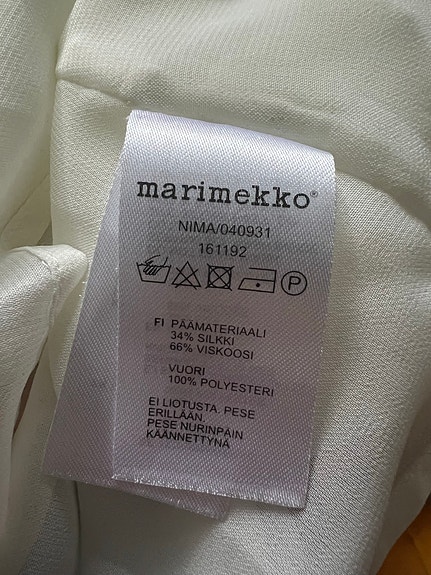 marimekko®
NIMA/040931
161192
P
FI PÄÄMATERIAALI
34% SILKKI
66% VISKOOSI
VUORI
100% POLYESTERI
EI LIOTUSTA. PESE
ERILLÄÄN.
PESE NURINPÄIN
KÄÄNNETTYNÄ